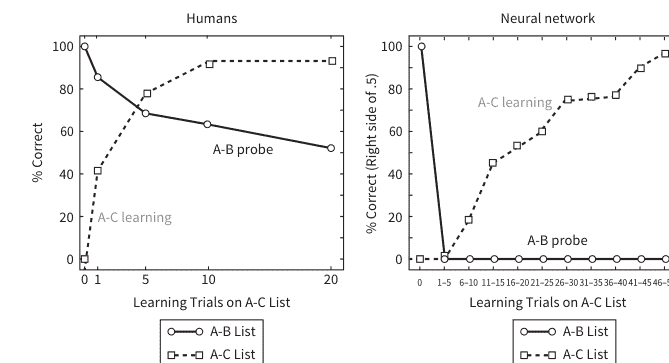 Humans
Neural network
% Correct
100
80
60
40
20
0
A-B probe
A-C learning
0 1 5 10 20
Learning Trials on A-C List
A-B List
A-C List
% Correct (Right side of .5)
100
80
60
40
20
0
A-C learning
A-B probe
0 1–5 6–10 11–15 16–20 21–25 26–30 31–35 36–40 41–45
Learning Trials on A-C List
A-B List
A-C List